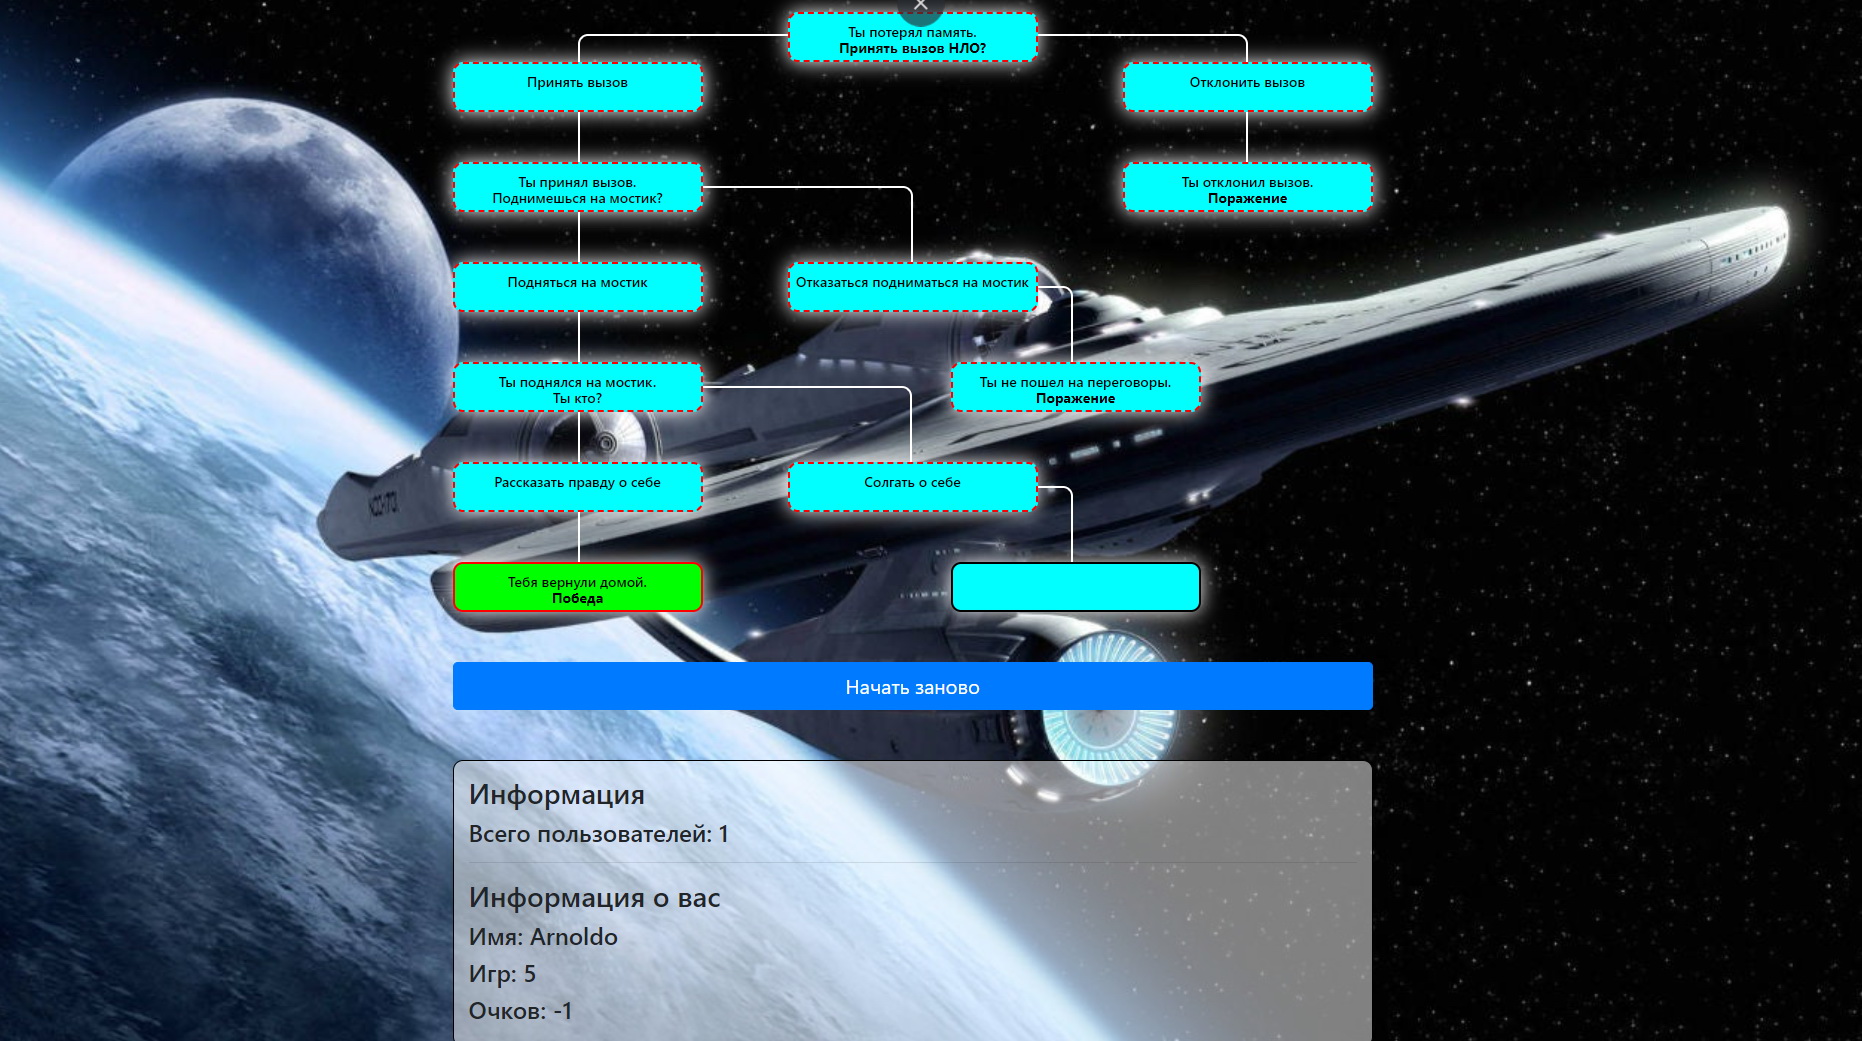 Ты потерял память.
Принять вызов НЛО?
Принять вызов
Отклонить вызов
Ты принял вызов.
Поднимешься на мостик?
Ты отклонил вызов.
Поражение
Подняться на мостик
Отказаться подниматься на мостик
Ты поднялся на мостик.
Ты кто?
Ты не пошел на переговоры.
Поражение
Рассказать правду о себе
Солгать о себе
Тебя вернули домой.
Победа
Начать заново
Информация
Всего пользователей: 1
Информация о вас
Имя: Arnoldo
Игр: 5
Очков: -1